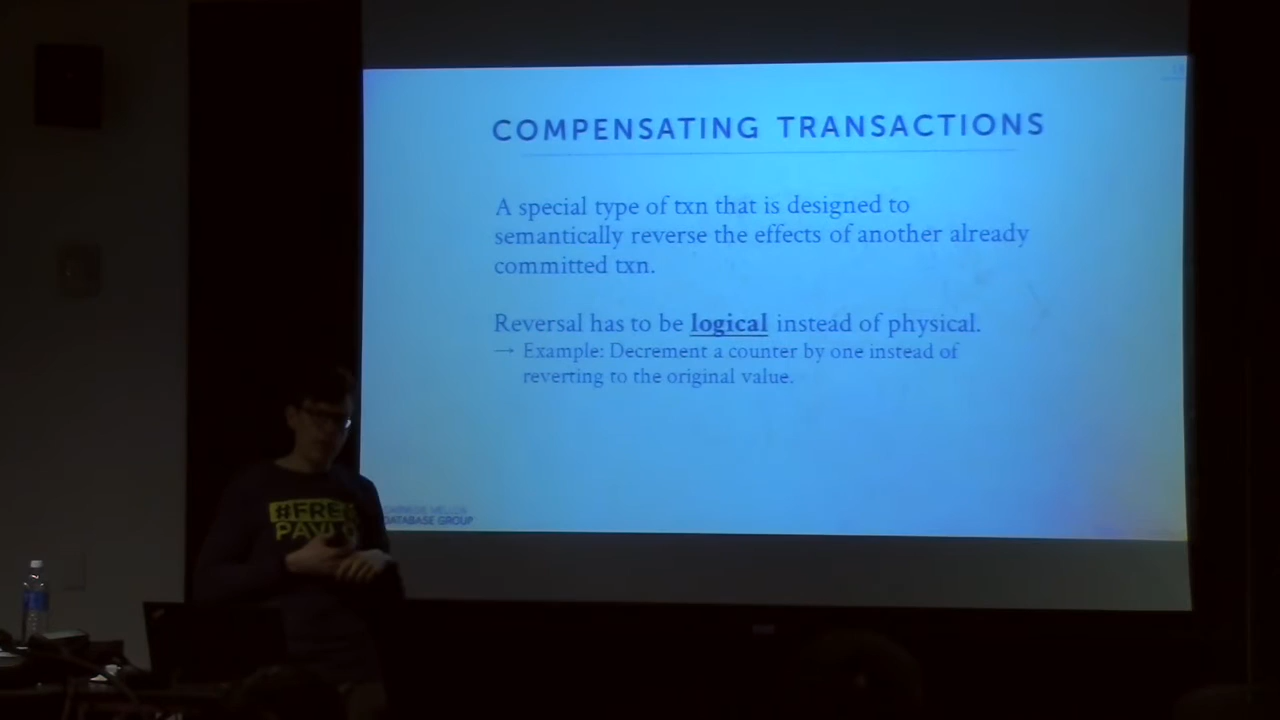 COMPENSATING TRANSACTIONS
A special type of txn that is designed to
semantically reverse the effects of another already
committed txn.
Reversal has to be logical instead of physical.
→ Example: Decrement a counter by one instead of
reverting to the original value.
#FREE
PAVLO
CARNEGIE MELLON
DATABASE GROUP